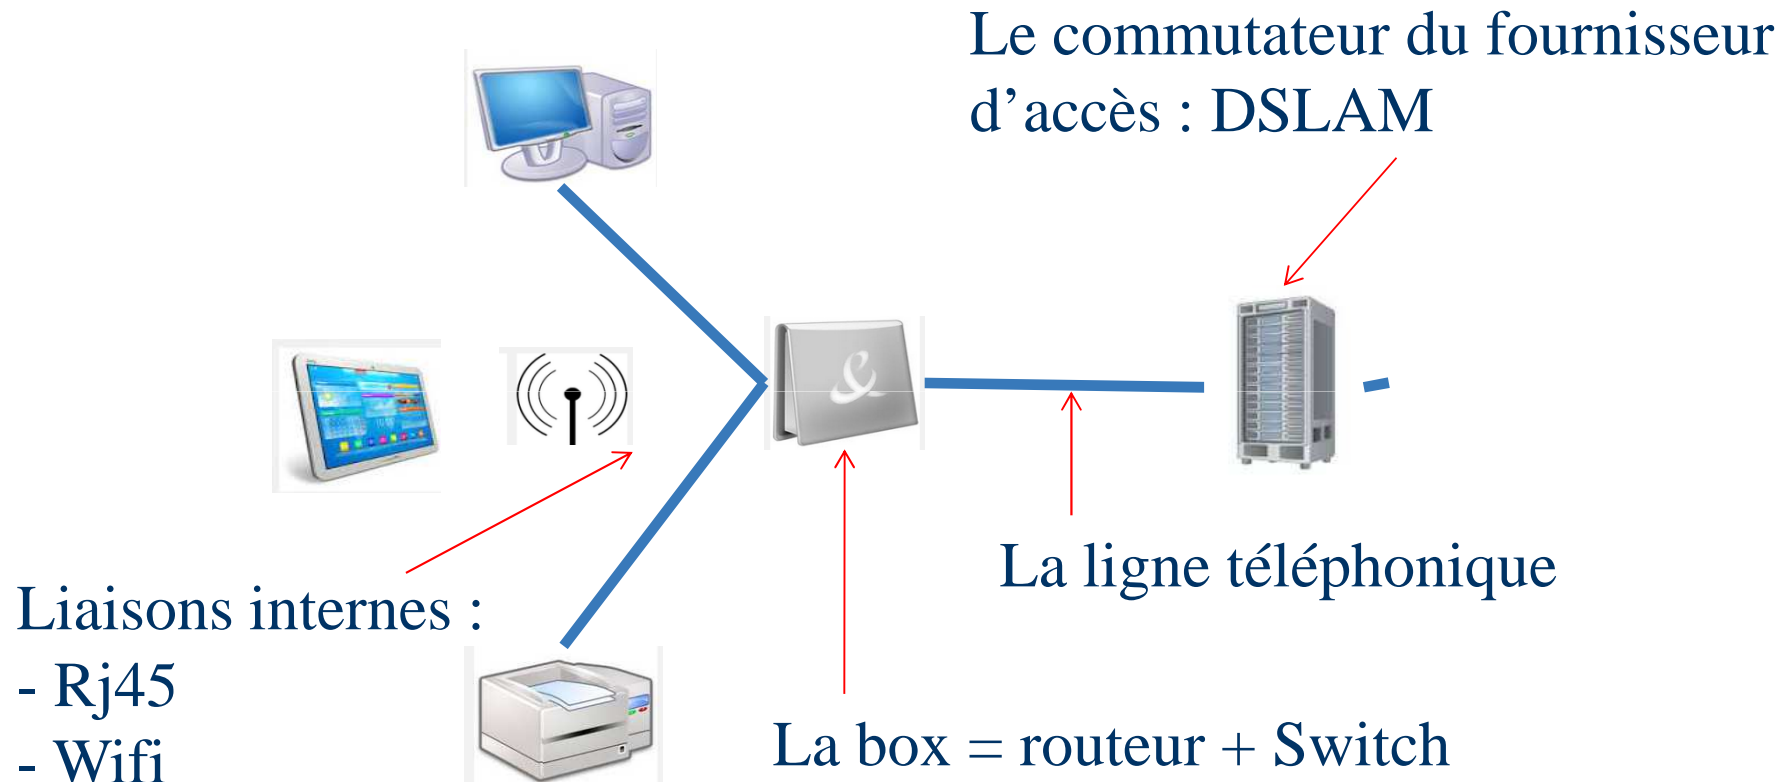 Le commutateur du fournisseur
d’accès : DSLAM
&
La ligne téléphonique
Liaisons internes :
- Rj45
- Wifi
La box = routeur + Switch